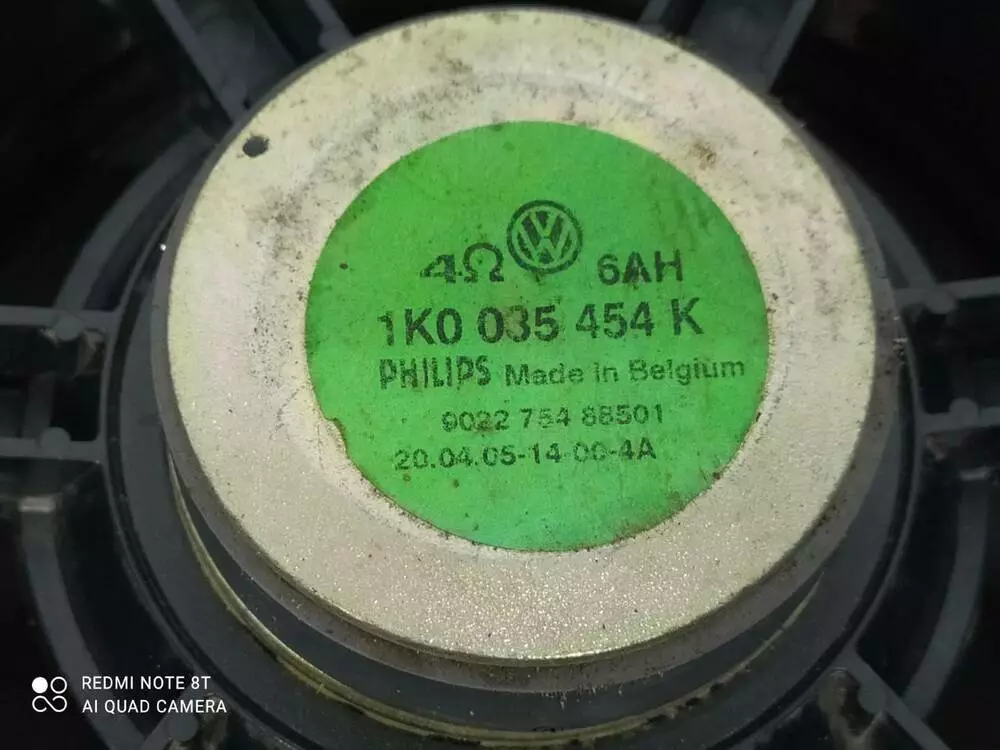 4Ω VW 6AH
1K0 035 454 K
PHILIPS Made in Belgium
9022 754 88501
20.04.05-14-00-4A
REDMI NOTE 8T
AI QUAD CAMERA